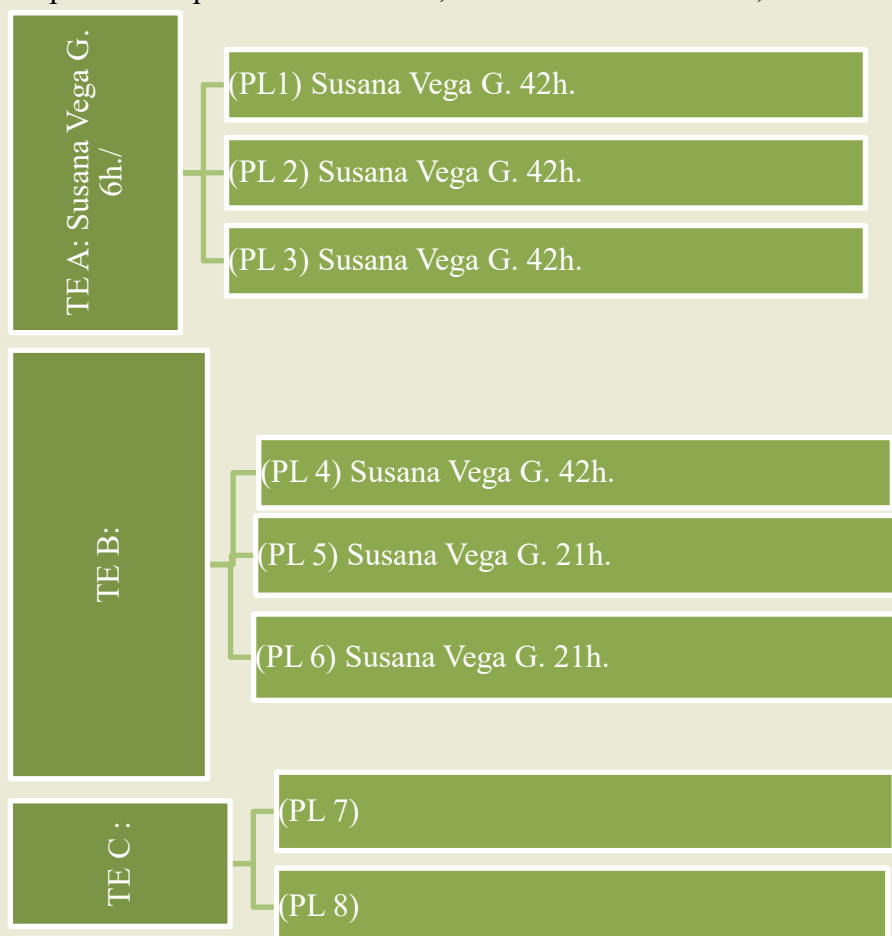 TE A: Susana Vega G.
6h./
(PL1) Susana Vega G. 42h.
(PL 2) Susana Vega G. 42h.
(PL 3) Susana Vega G. 42h.
TE B:
(PL 4) Susana Vega G. 42h.
(PL 5) Susana Vega G. 21h.
(PL 6) Susana Vega G. 21h.
TE C :
(PL 7)
(PL 8)